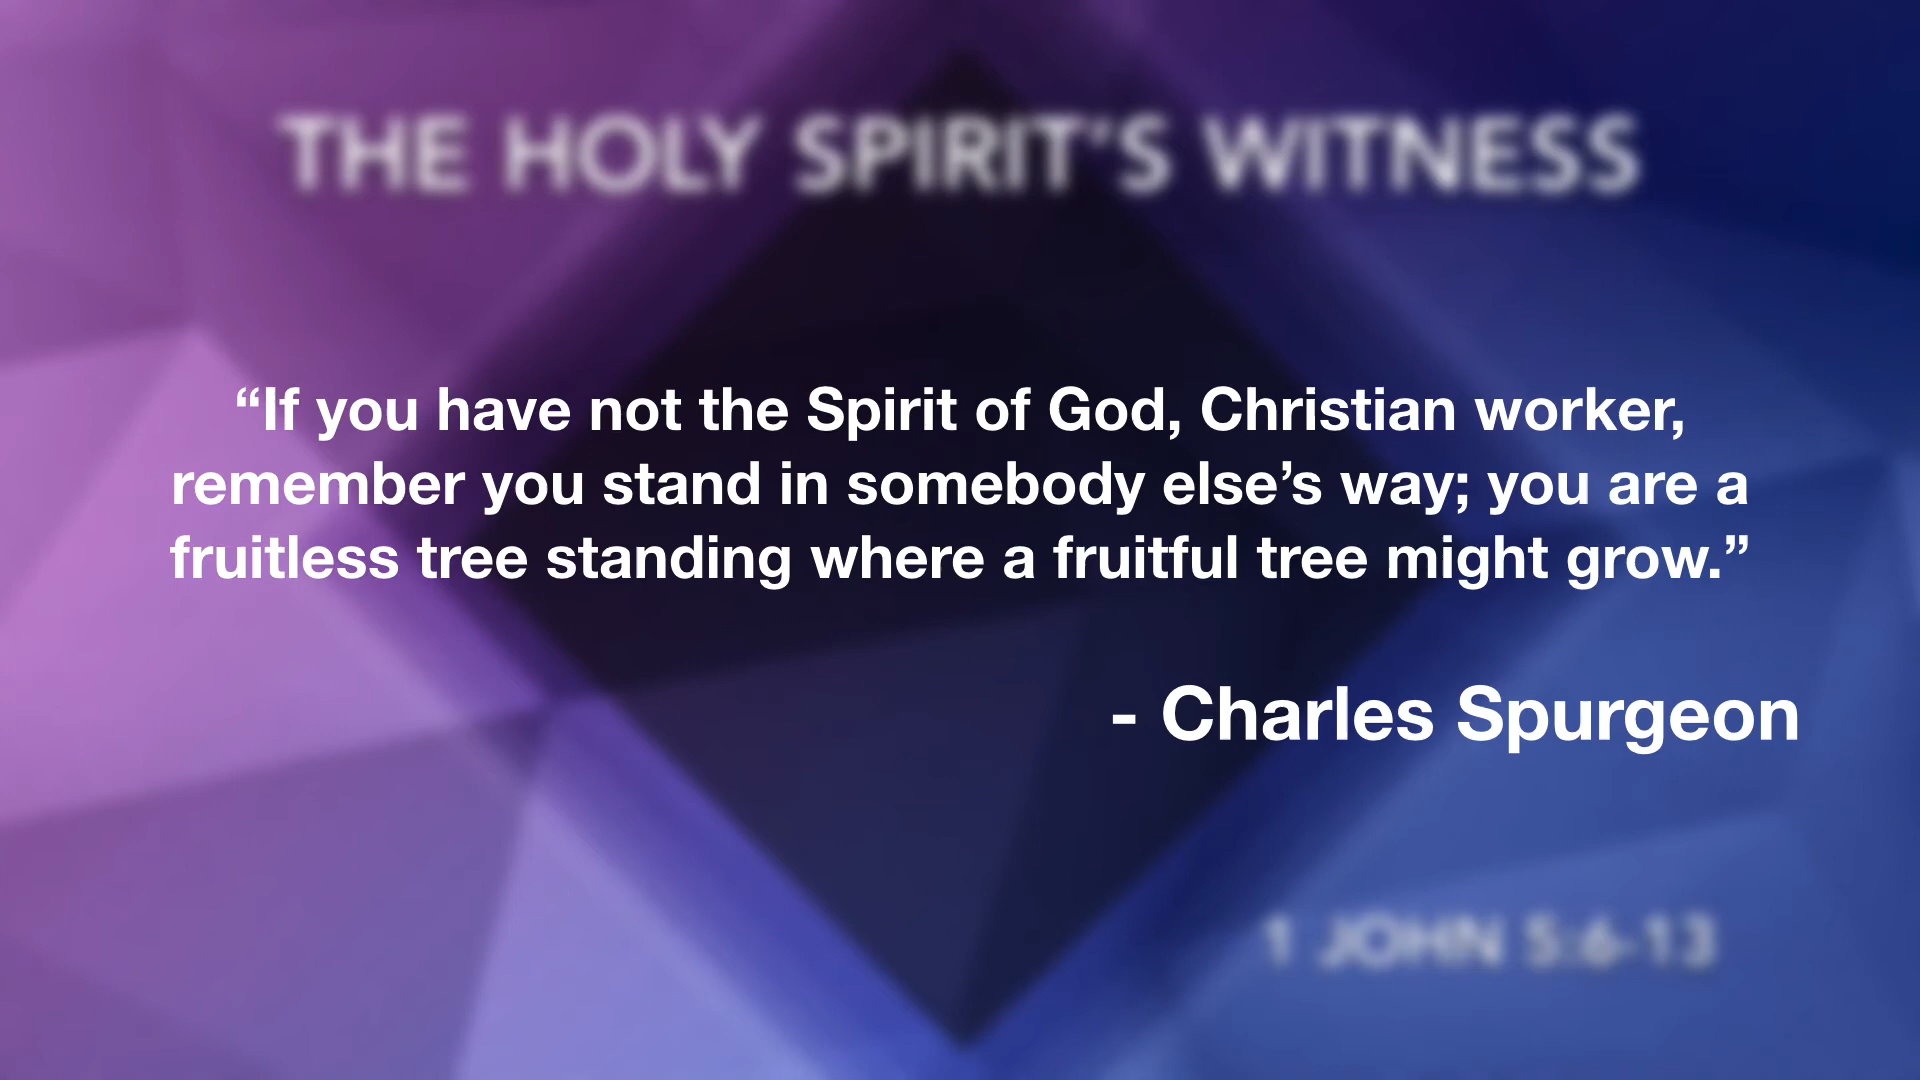 THE HOLY SPIRIT’S WITNESS
“If you have not the Spirit of God, Christian worker,
remember you stand in somebody else’s way; you are a
fruitless tree standing where a fruitful tree might grow.”
- Charles Spurgeon
1 JOHN 5:6-13